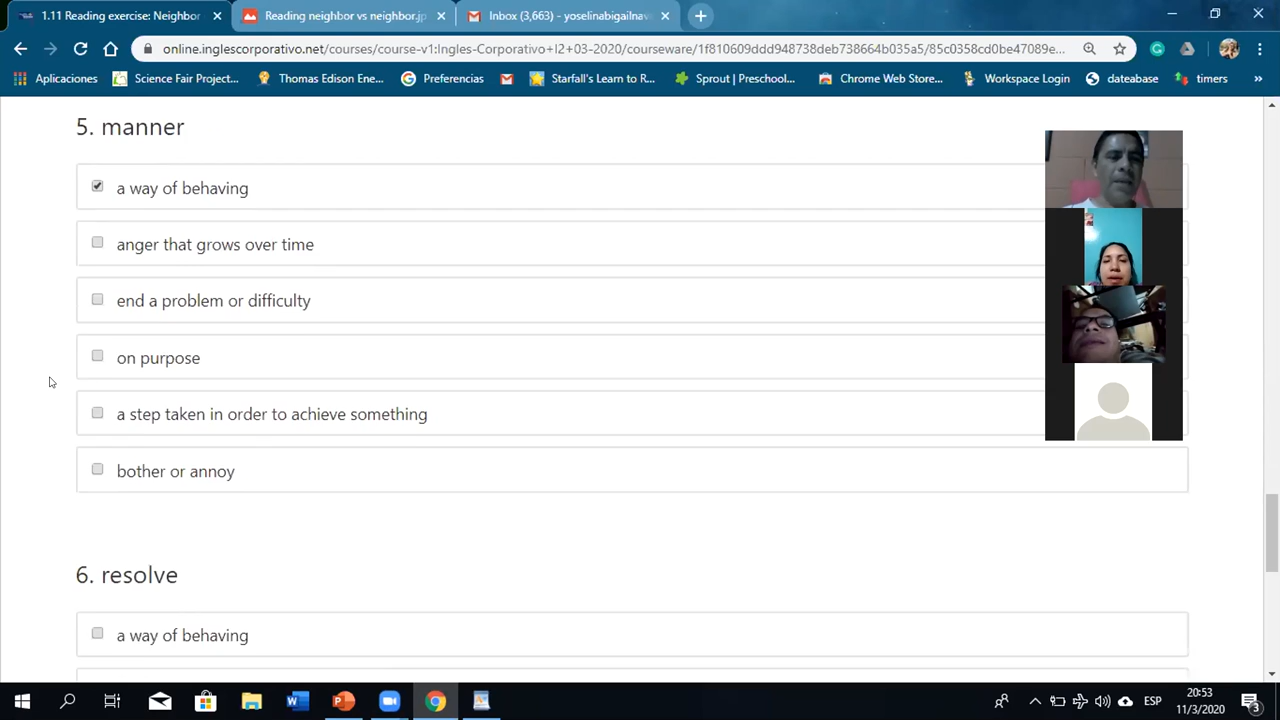 1.11 Reading exercise: Neighbor
Reading neighbor vs neighbor.jp
Inbox (3,663) - yoselinabigailnav
online.inglescorporativo.net/courses/course-v1:Ingles-Corporativo+I2+03-2020/courseware/1f810609ddd948738deb738664b035a5/85c0358cd0be47089e...
Aplicaciones
Science Fair Project...
Thomas Edison Ene...
Preferencias
Starfall's Learn to R...
Sprout | Preschool...
Chrome Web Store...
Workspace Login
dateabase
timers
»
5. manner
a way of behaving
anger that grows over time
end a problem or difficulty
on purpose
a step taken in order to achieve something
bother or annoy
6. resolve
a way of behaving
ESP
20:53
11/3/2020
3